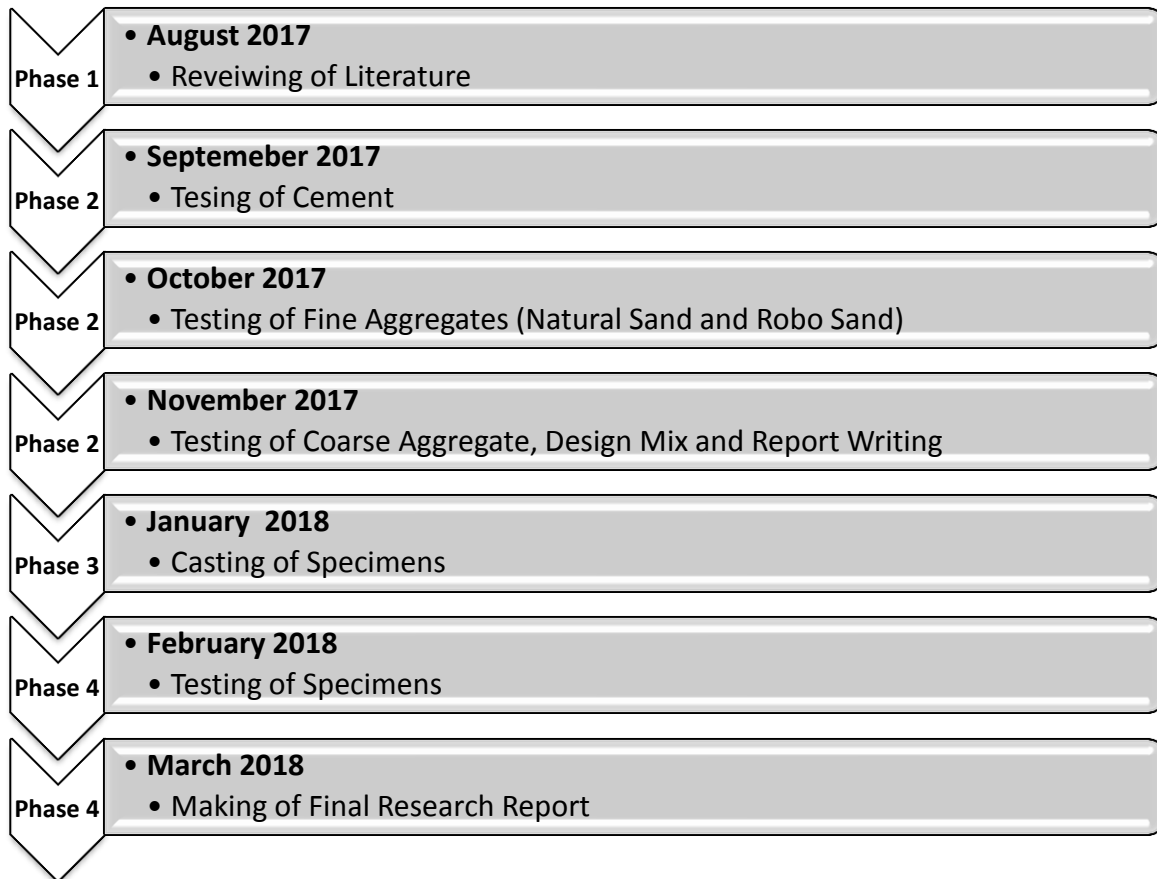 Phase 1
• August 2017
• Reveiwing of Literature
Phase 2
• Septemeber 2017
• Tesing of Cement
Phase 2
• October 2017
• Testing of Fine Aggregates (Natural Sand and Robo Sand)
Phase 2
• November 2017
• Testing of Coarse Aggregate, Design Mix and Report Writing
Phase 3
• January 2018
• Casting of Specimens
Phase 4
• February 2018
• Testing of Specimens
Phase 4
• March 2018
• Making of Final Research Report